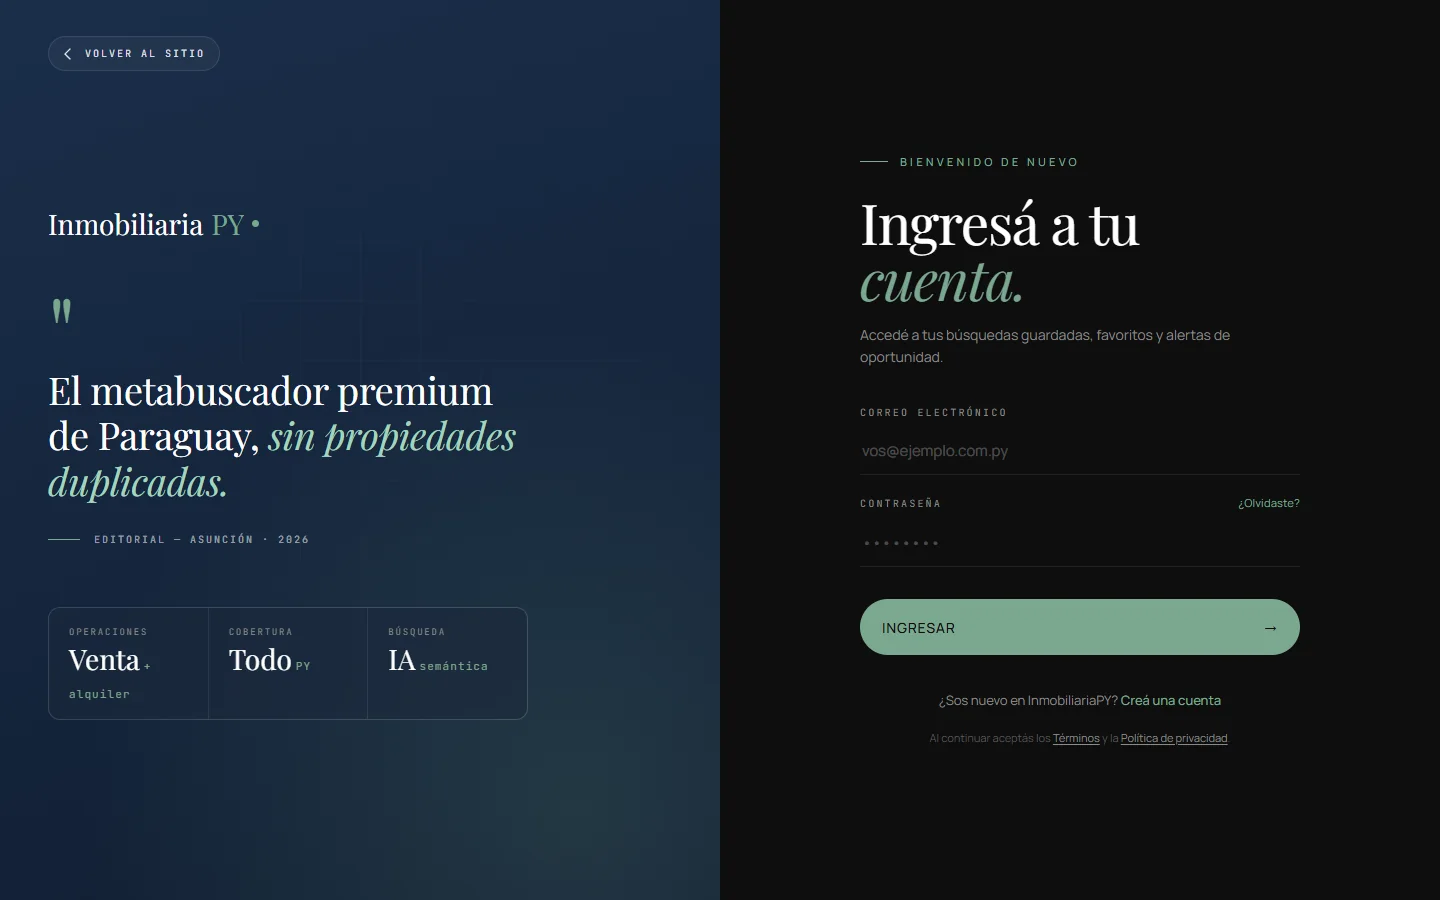 VOLVER AL SITIO
Inmobiliaria PY
"
El metabuscador premium
de Paraguay, sin propiedades
duplicadas.
EDITORIAL — ASUNCIÓN · 2026
OPERACIONES
Venta +
alquiler
COBERTURA
Todo PY
BÚSQUEDA
IA semántica
BIENVENIDO DE NUEVO
Ingresá a tu
cuenta.
Accedé a tus búsquedas guardadas, favoritos y alertas de
oportunidad.
CORREO ELECTRÓNICO
vos@ejemplo.com.py
CONTRASEÑA
¿Olvidaste?
••••••••
INGRESAR →
¿Sos nuevo en InmobiliariaPY? Creá una cuenta
Al continuar aceptás los Términos y la Política de privacidad